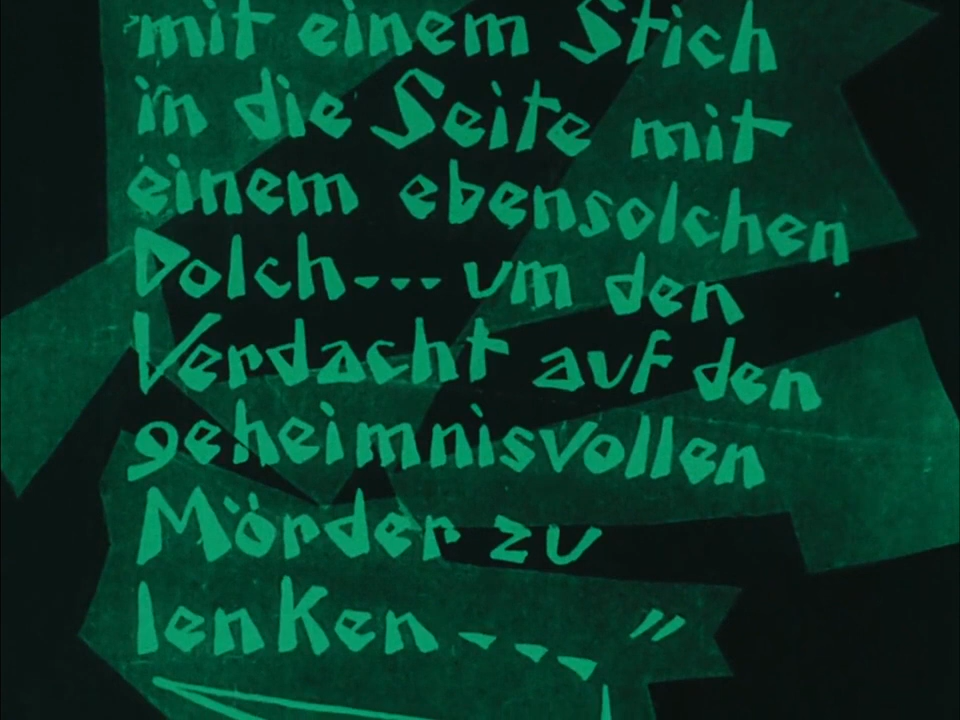 mit einem Stich
in die Seite mit
einem ebensolchen
Dolch--- um den
Verdacht auf den
geheimnisvollen
Mörder zu
lenken--- "